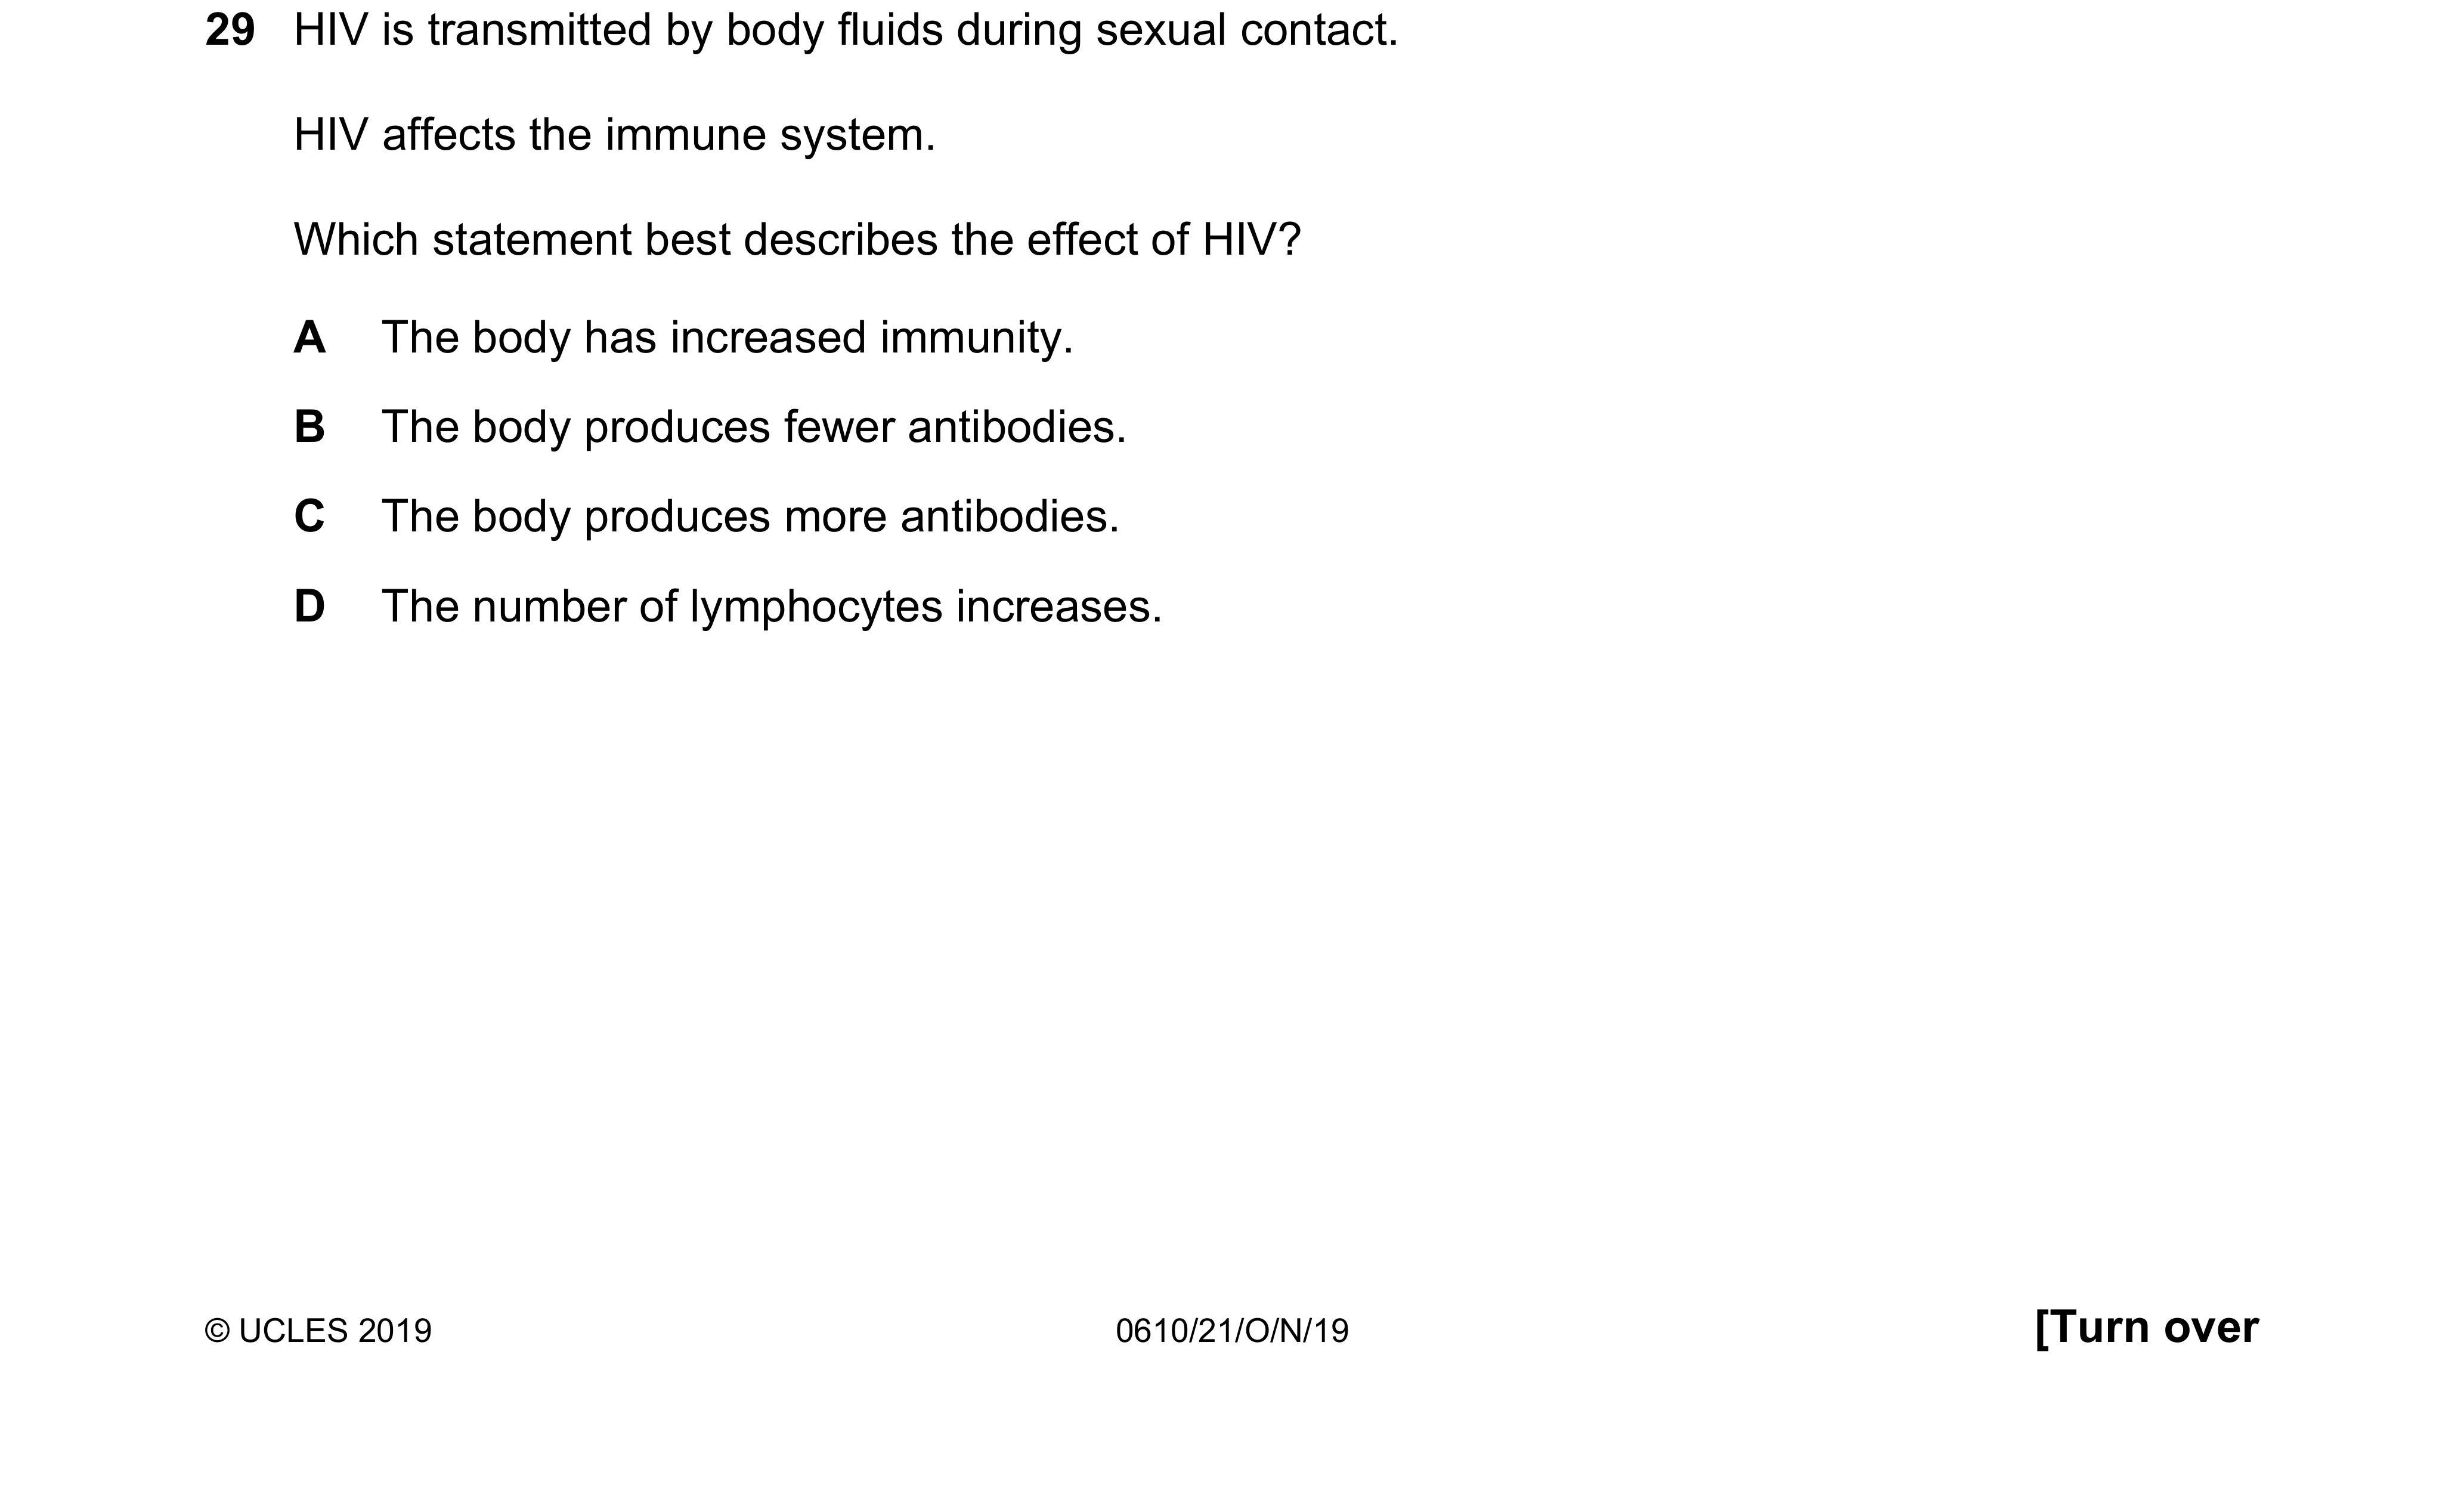 29 HIV is transmitted by body fluids during sexual contact.
HIV affects the immune system.
Which statement best describes the effect of HIV?
A The body has increased immunity.
B The body produces fewer antibodies.
C The body produces more antibodies.
D The number of lymphocytes increases.
© UCLES 2019 0610/21/O/N/19 [Turn over